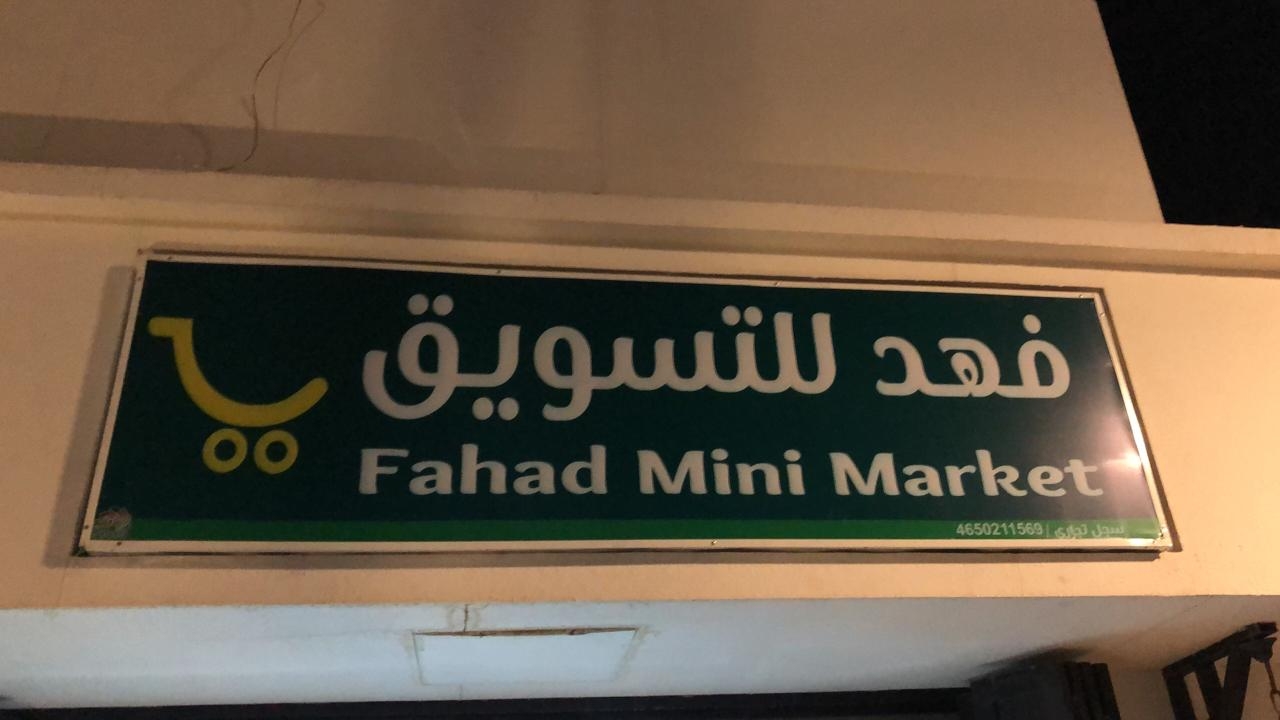 فهد للتسويق
Fahad Mini Market
سجل تجاري | 4650211569